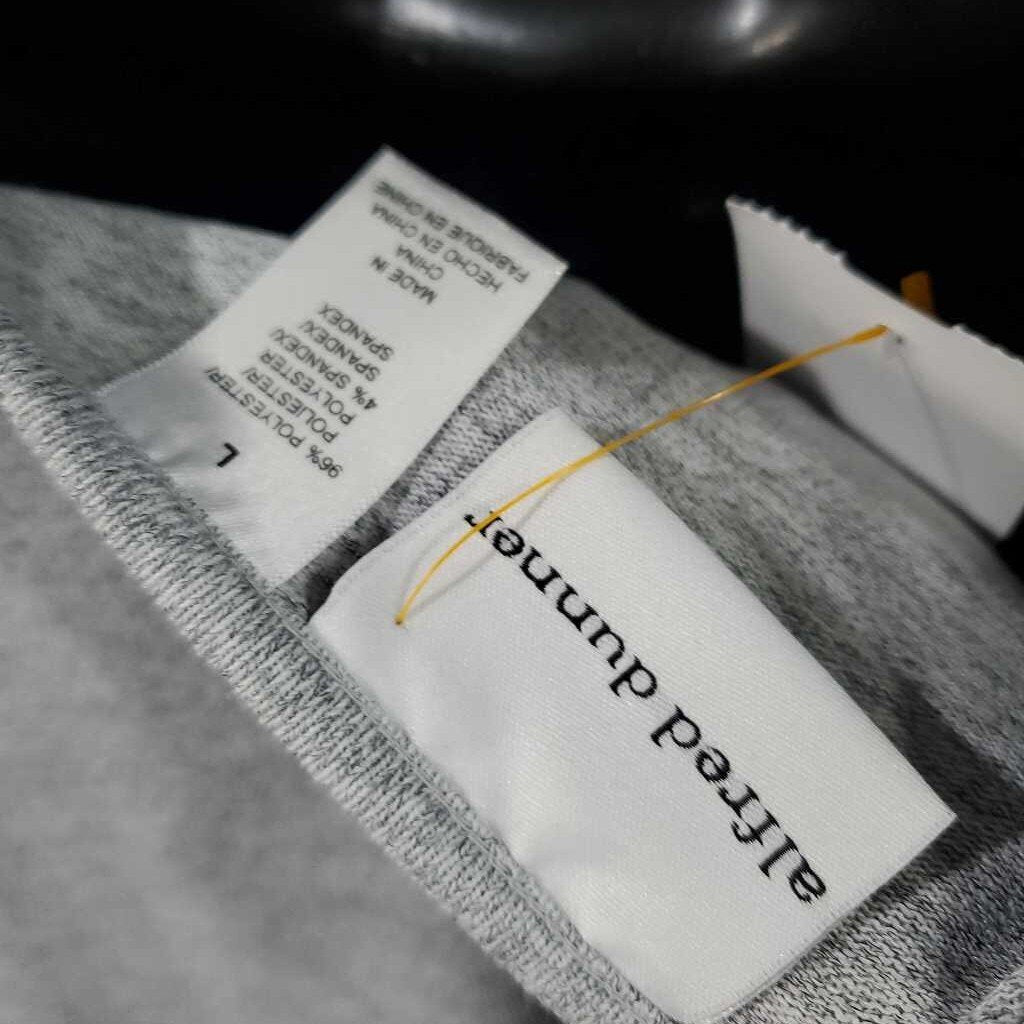 alfred dunner
L
96% POLYESTER/
POLIESTER/
POLYESTER
4% SPANDEX/
SPANDEX/
SPANDEX
MADE IN
CHINA
HECHO EN CHINA
FABRIQUE EN CHINE